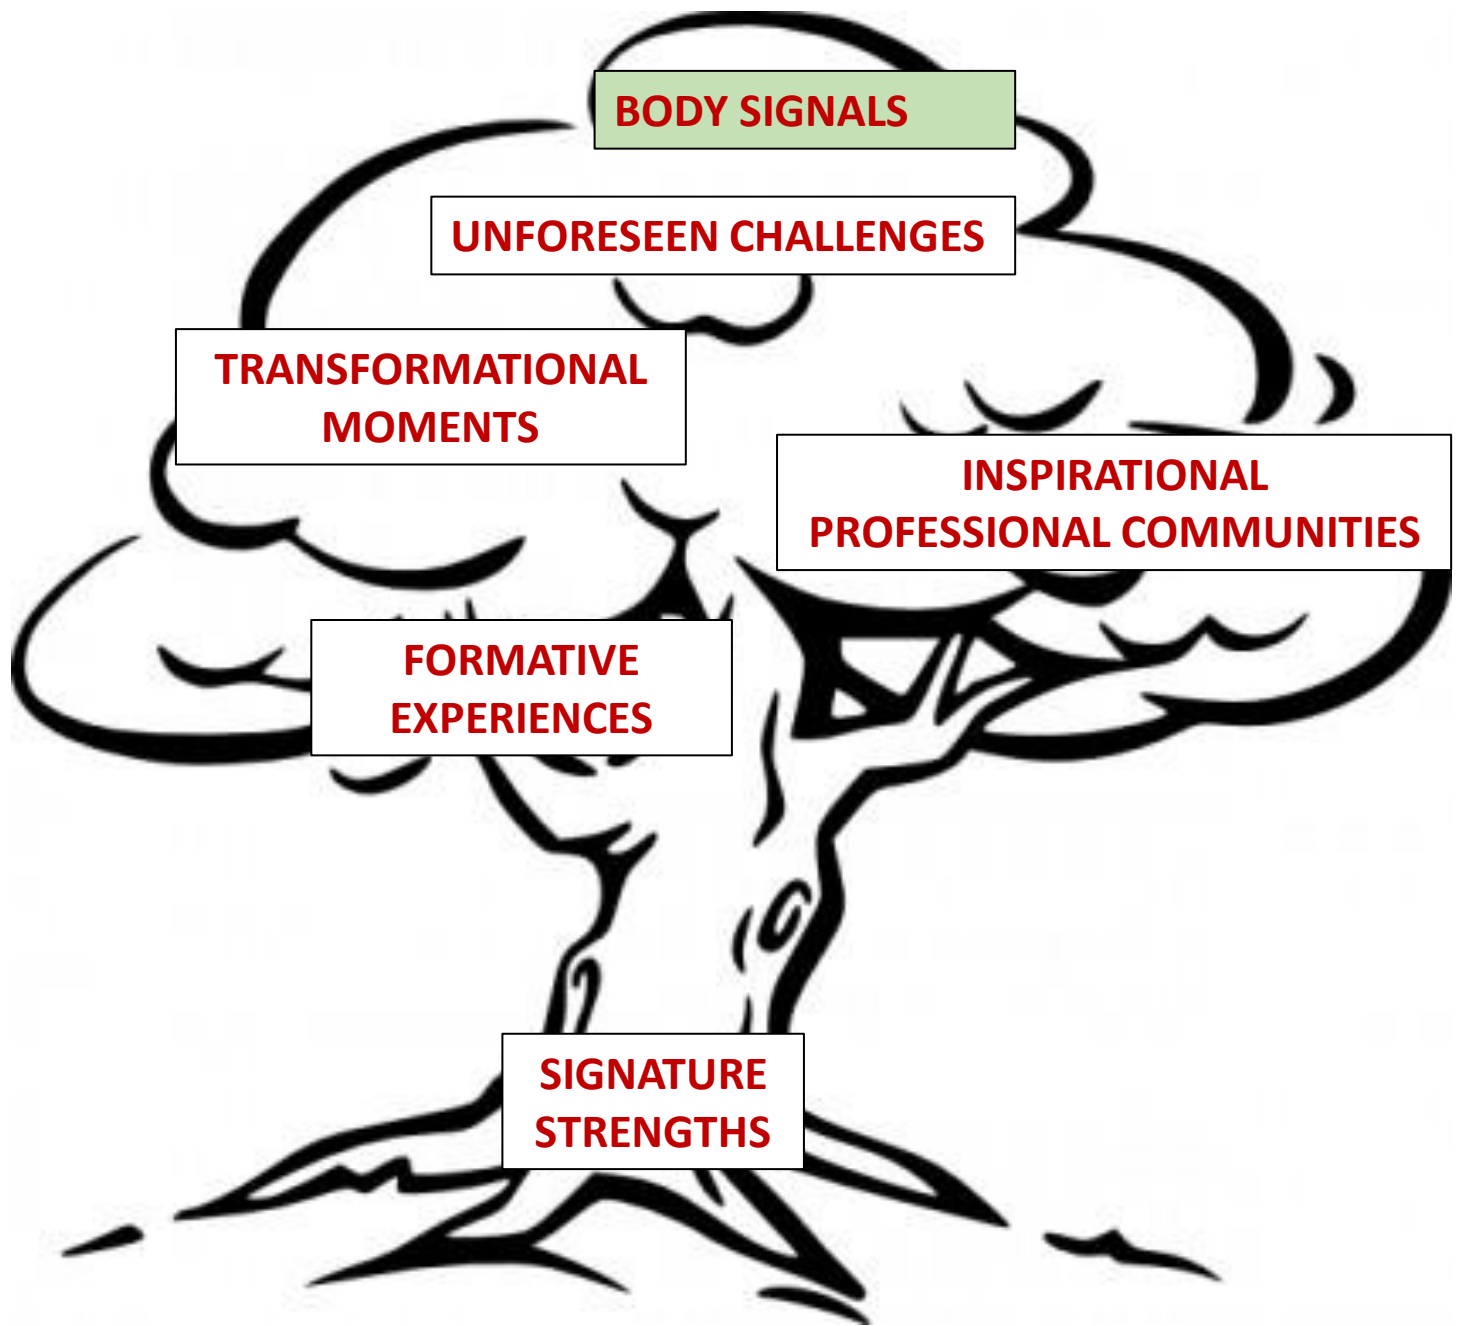 BODY SIGNALS
UNFORESEEN CHALLENGES
TRANSFORMATIONAL
MOMENTS
INSPIRATIONAL
PROFESSIONAL COMMUNITIES
FORMATIVE
EXPERIENCES
SIGNATURE
STRENGTHS